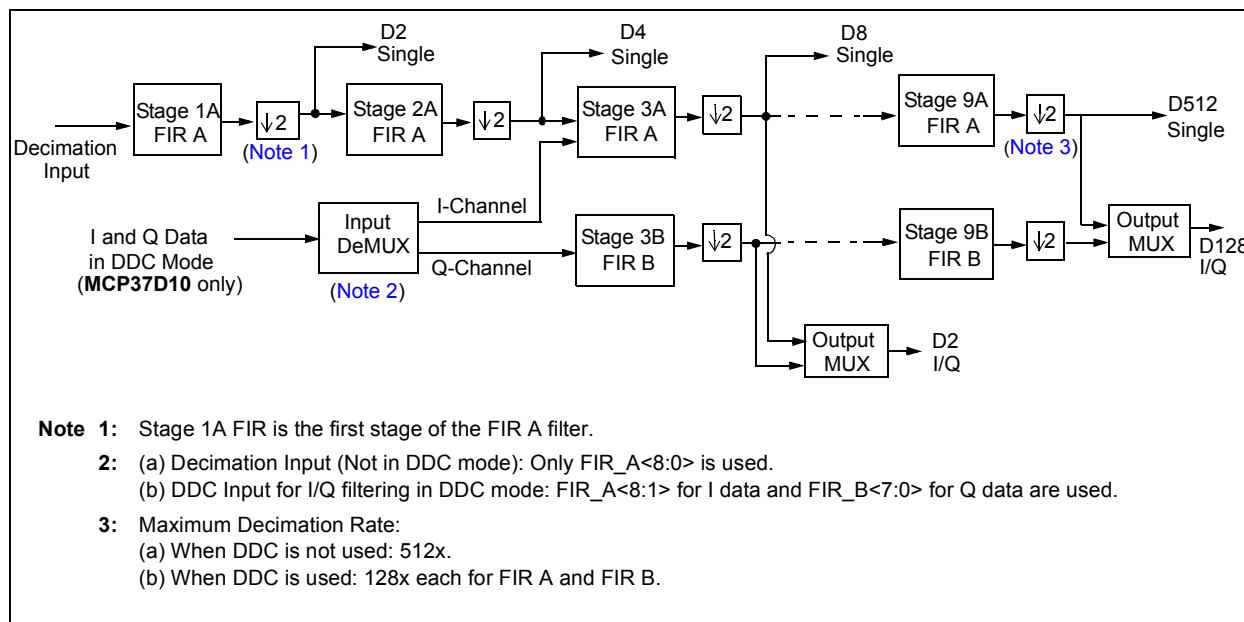 D2
Single
D4
Single
D8
Single
Stage 1A
FIR A
↓2
(Note 1)
Stage 2A
FIR A
↓2
Stage 3A
FIR A
↓2
Stage 9A
FIR A
↓2
(Note 3)
D512
Single
Decimation
Input
I and Q Data
in DDC Mode
(MCP37D10 only)
Input
DeMUX
(Note 2)
I-Channel
Q-Channel
Stage 3B
FIR B
↓2
Stage 9B
FIR B
↓2
Output
MUX
D128
I/Q
Output
MUX
D2
I/Q
Note 1: Stage 1A FIR is the first stage of the FIR A filter.
2: (a) Decimation Input (Not in DDC mode): Only FIR_A<8:0> is used.
(b) DDC Input for I/Q filtering in DDC mode: FIR_A<8:1> for I data and FIR_B<7:0> for Q data are used.
3: Maximum Decimation Rate:
(a) When DDC is not used: 512x.
(b) When DDC is used: 128x each for FIR A and FIR B.